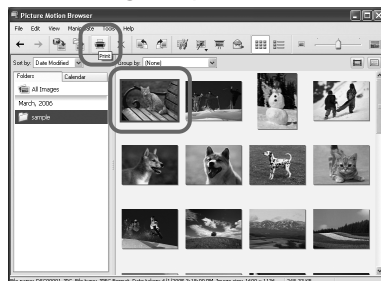 Picture Motion Browser
File Edit View Manipulate Tools Help
Print
Sort by: Date Modified Group by: (None)
Folders Calendar
All Images
March, 2006
sample